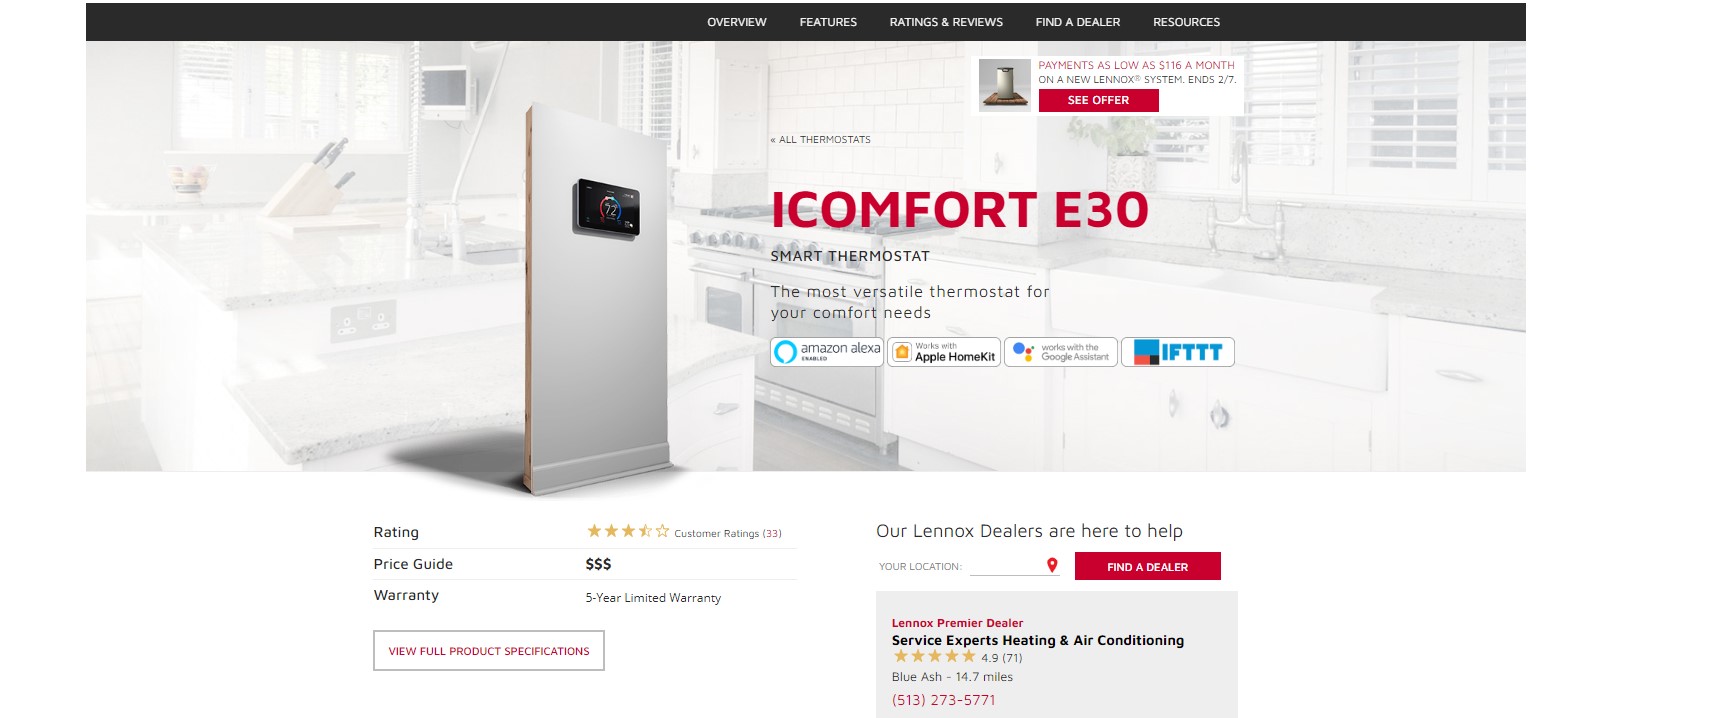 OVERVIEW FEATURES RATINGS & REVIEWS FIND A DEALER RESOURCES
PAYMENTS AS LOW AS $116 A MONTH
ON A NEW LENNOX® SYSTEM. ENDS 2/7.
SEE OFFER
« ALL THERMOSTATS
ICOMFORT E30
SMART THERMOSTAT
The most versatile thermostat for
your comfort needs
amazon alexa
ENABLED
Works with
Apple HomeKit
works with the
Google Assistant
IFTTT
72
Rating Customer Ratings (33)
Price Guide $$$
Warranty 5-Year Limited Warranty
VIEW FULL PRODUCT SPECIFICATIONS
Our Lennox Dealers are here to help
YOUR LOCATION: FIND A DEALER
Lennox Premier Dealer
Service Experts Heating & Air Conditioning
4.9 (71)
Blue Ash - 14.7 miles
(513) 273-5771